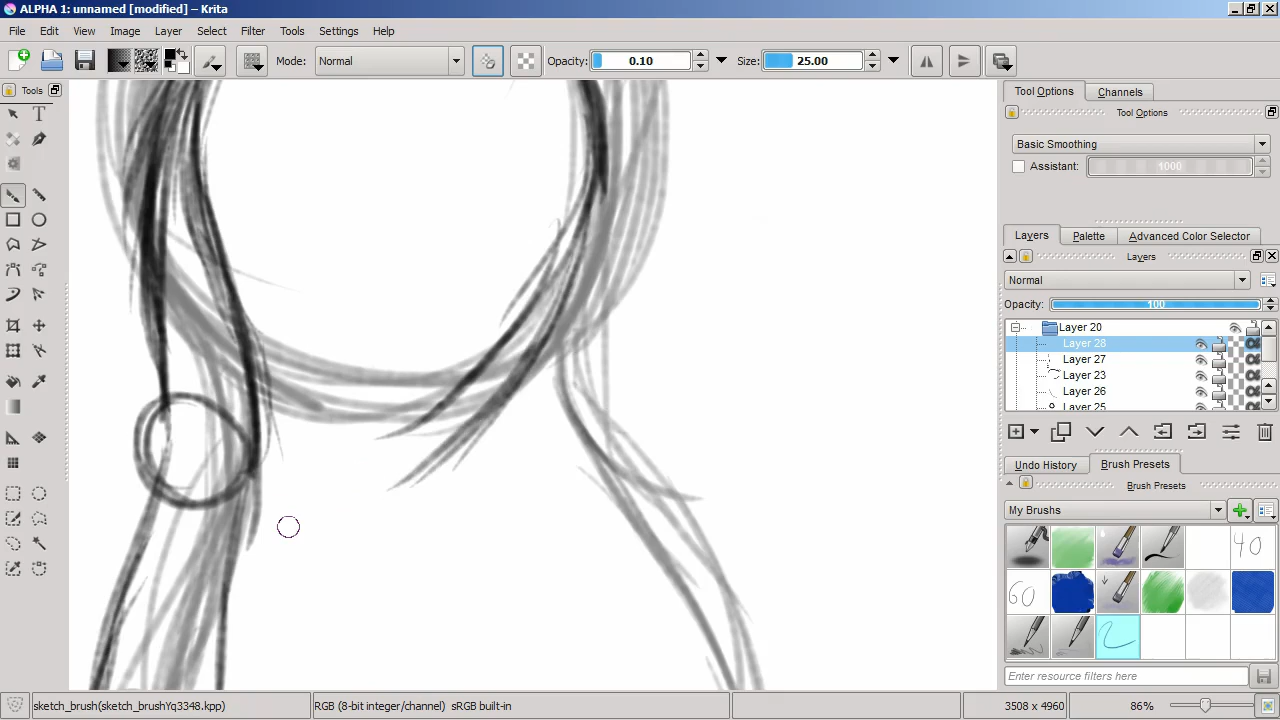 ALPHA 1: unnamed [modified] – Krita
File Edit View Image Layer Select Filter Tools Settings Help
Mode: Normal Opacity: 0.10 Size: 25.00
Tools
T
Tool Options Channels
Tool Options
Basic Smoothing
Assistant: 1000
Layers Palette Advanced Color Selector
Layers
Normal
Opacity: 100
Layer 20
Layer 28
Layer 27
Layer 23
Layer 26
Layer 25
Undo History Brush Presets
Brush Presets
My Brushes
40
60
Enter resource filters here
sketch_brush(sketch_brushYq3348.kpp) RGB (8-bit integer/channel) sRGB built-in 3508 x 4960 86%